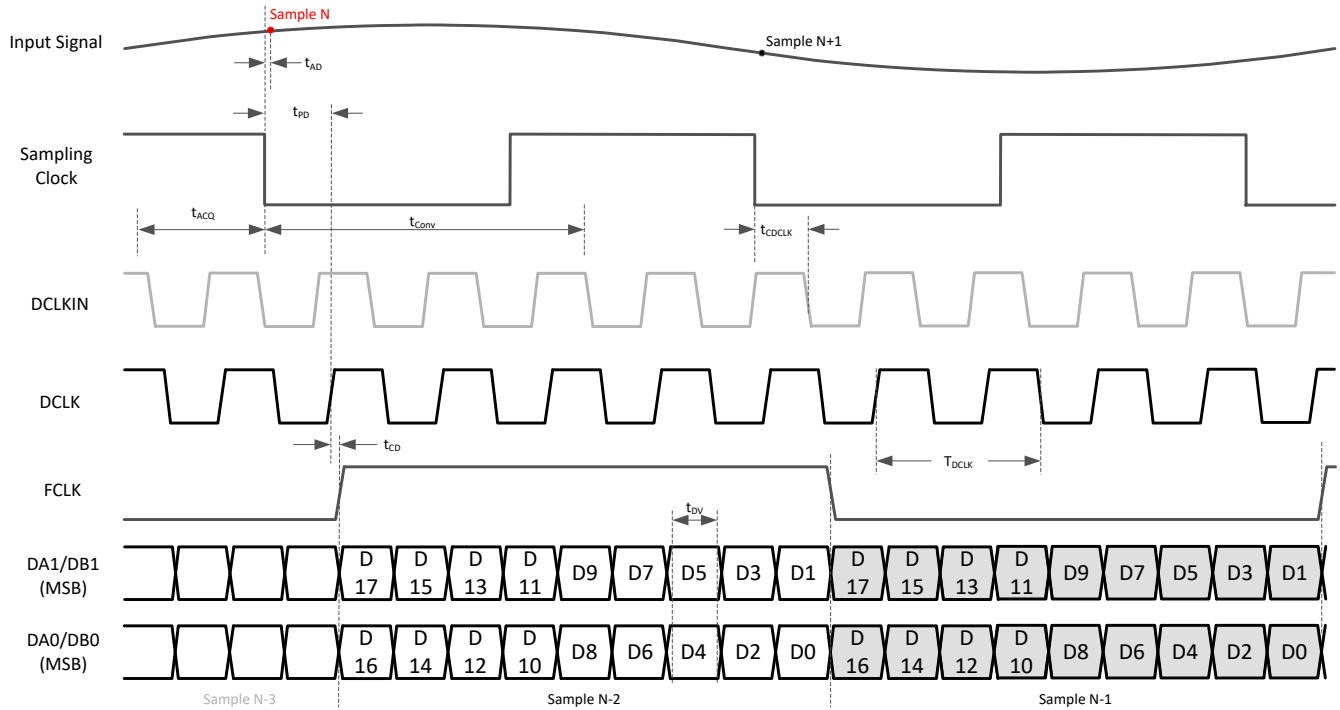 Sample N
Input Signal
Sample N+1
tAD
tPD
Sampling
Clock
tACQ
tConv
tCDCLK
DCLKIN
DCLK
tCD
TDCLK
FCLK
tDV
DA1/DB1
(MSB)
D
17
D
15
D
13
D
11
D9 D7 D5 D3 D1
D
17
D
15
D
13
D
11
D9 D7 D5 D3 D1
DA0/DB0
(MSB)
D
16
D
14
D
12
D
10
D8 D6 D4 D2 D0
D
16
D
14
D
12
D
10
D8 D6 D4 D2 D0
Sample N-3 Sample N-2 Sample N-1